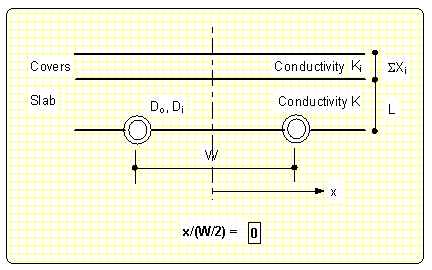 Covers
Conductivity Ki
ΣXi
Slab
Do, Di
Conductivity K
L
W
x
x/(W/2) = 0